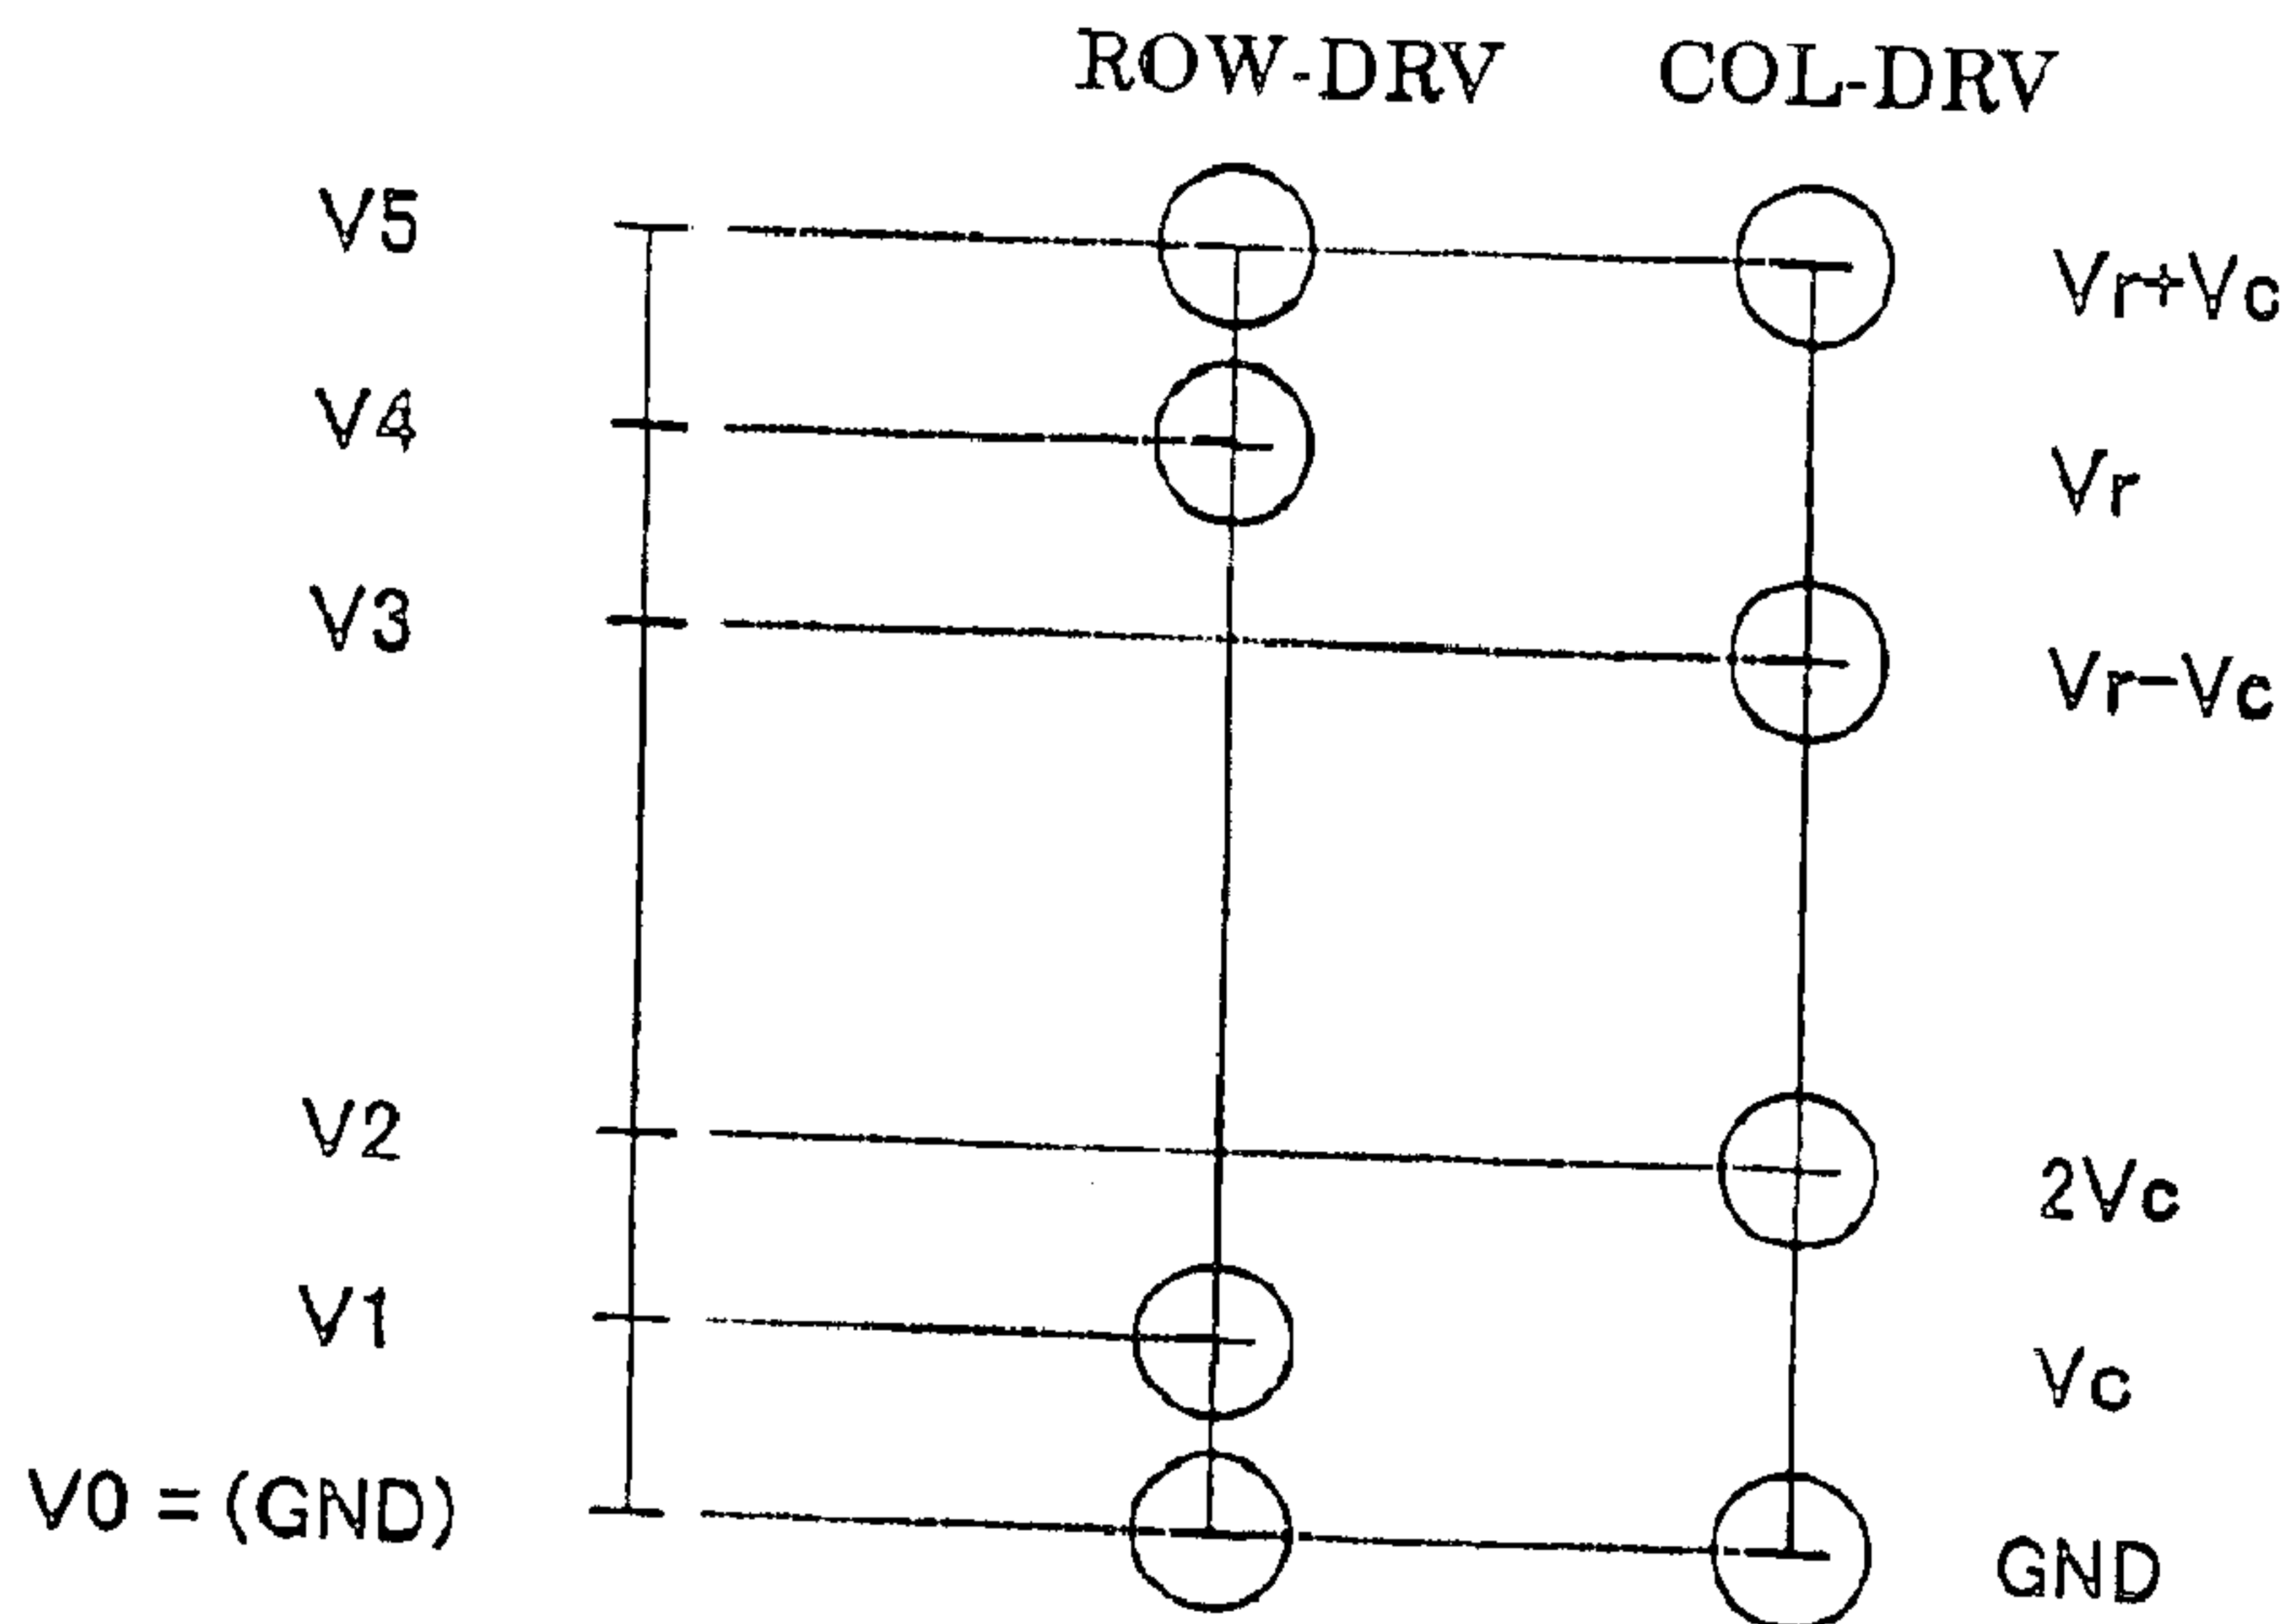 ROW-DRV COL-DRV
V5 Vr+Vc
V4 Vr
V3 Vr-Vc
V2 2Vc
V1 Vc
V0 = (GND) GND